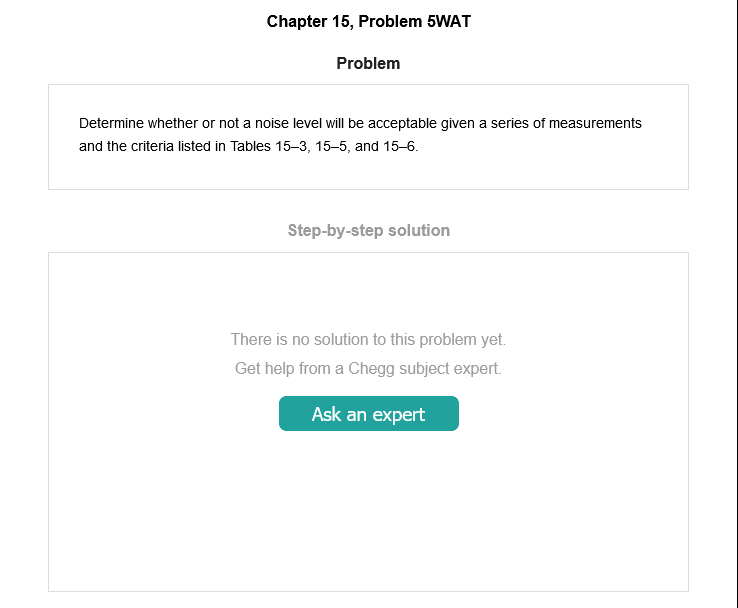 Chapter 15, Problem 5WAT
Problem
Determine whether or not a noise level will be acceptable given a series of measurements
and the criteria listed in Tables 15–3, 15–5, and 15–6.
Step-by-step solution
There is no solution to this problem yet.
Get help from a Chegg subject expert.
Ask an expert